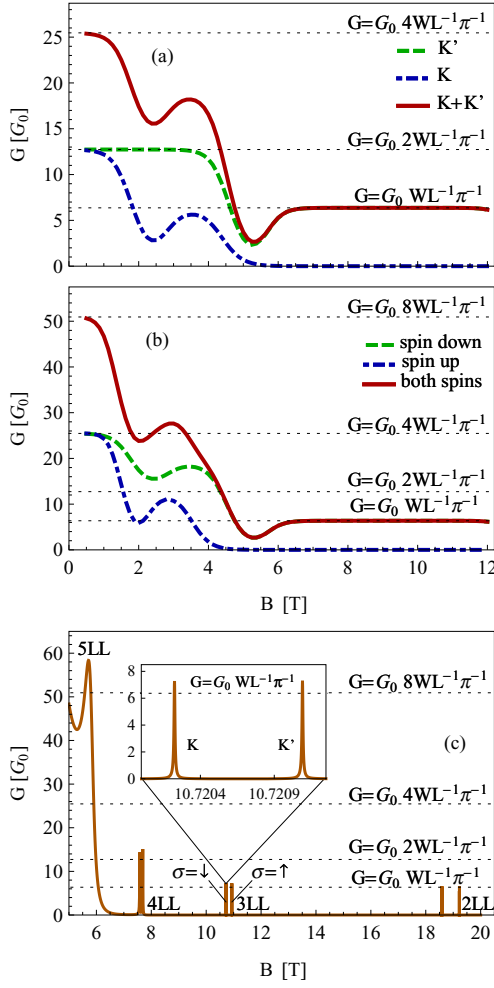 G=G₀ 4WL⁻¹π⁻¹
(a)
K'
K
K+K'
G=G₀ 2WL⁻¹π⁻¹
G=G₀ WL⁻¹π⁻¹
G [G₀]
25
20
15
10
5
0
G=G₀ 8WL⁻¹π⁻¹
(b)
spin down
spin up
both spins
G=G₀ 4WL⁻¹π⁻¹
G=G₀ 2WL⁻¹π⁻¹
G=G₀ WL⁻¹π⁻¹
G [G₀]
50
40
30
20
10
0
0 2 4 6 8 10 12
B [T]
5LL
G=G₀ WL⁻¹π⁻¹
K K'
8
6
4
2
0
10.7204 10.7209
G=G₀ 8WL⁻¹π⁻¹
(c)
G=G₀ 4WL⁻¹π⁻¹
G=G₀ 2WL⁻¹π⁻¹
σ=↓ σ=↑
G=G₀ WL⁻¹π⁻¹
4LL 3LL 2LL
G [G₀]
60
50
40
30
20
10
0
6 8 10 12 14 16 18 20
B [T]